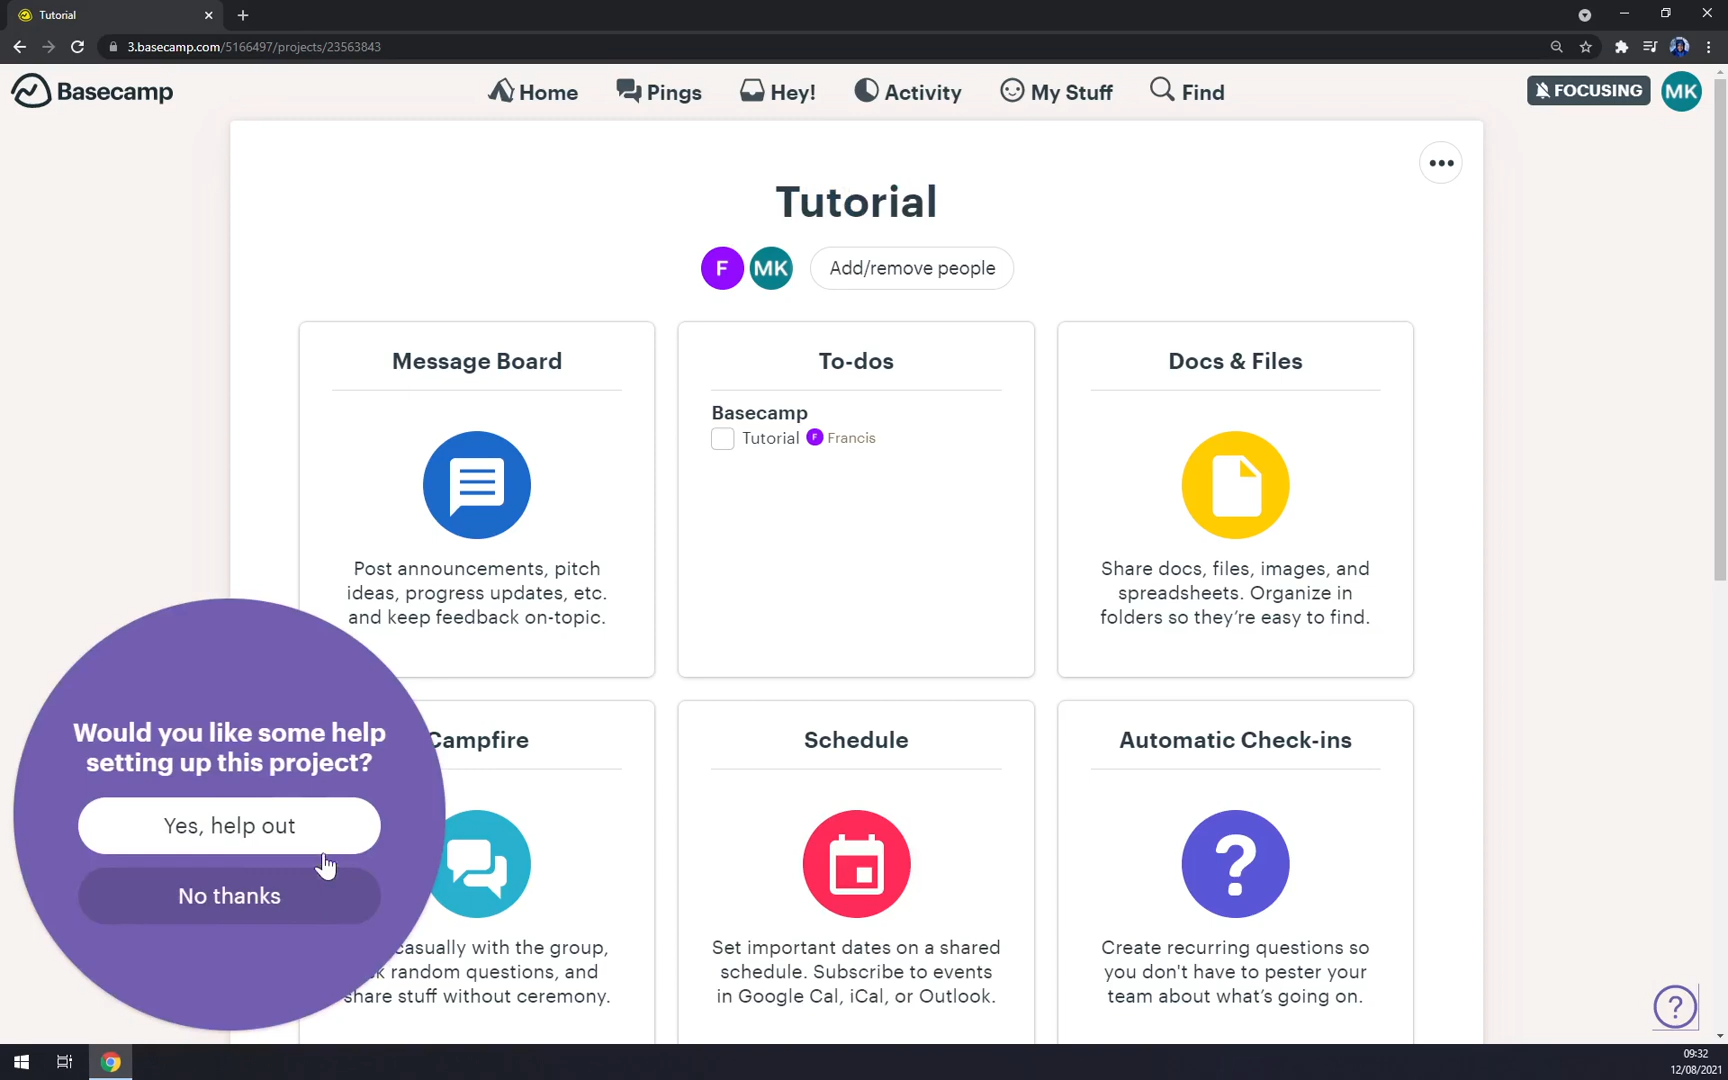 Tutorial
3.basecamp.com/5166497/projects/23563843
Basecamp
Home
Pings
Hey!
Activity
My Stuff
Find
FOCUSING
MK
Tutorial
F
MK
Add/remove people
Message Board
Post announcements, pitch
ideas, progress updates, etc.
and keep feedback on-topic.
To-dos
Basecamp
Tutorial F Francis
Docs & Files
Share docs, files, images, and
spreadsheets. Organize in
folders so they're easy to find.
Would you like some help
setting up this project?
Yes, help out
No thanks
Campfire
casually with the group,
random questions, and
share stuff without ceremony.
Schedule
Set important dates on a shared
schedule. Subscribe to events
in Google Cal, iCal, or Outlook.
Automatic Check-ins
?
Create recurring questions so
you don't have to pester your
team about what's going on.
?
09:32
12/08/2021